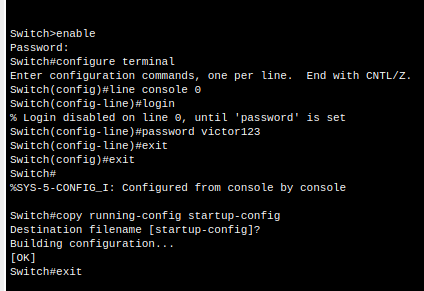 Switch>enable
Password:
Switch#configure terminal
Enter configuration commands, one per line.  End with CNTL/Z.
Switch(config)#line console 0
Switch(config-line)#login
% Login disabled on line 0, until 'password' is set
Switch(config-line)#password victor123
Switch(config-line)#exit
Switch(config)#exit
Switch#
%SYS-5-CONFIG_I: Configured from console by console

Switch#copy running-config startup-config
Destination filename [startup-config]?
Building configuration...
[OK]
Switch#exit